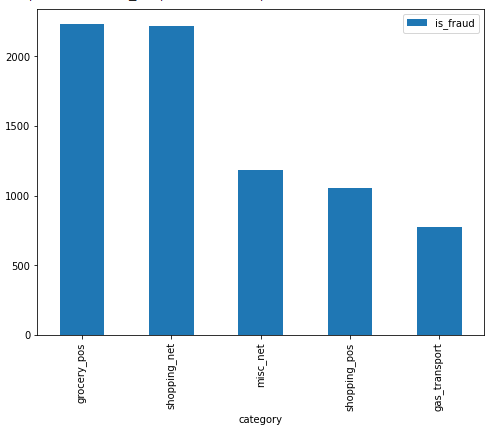 is_fraud
2000
1500
1000
500
0
grocery_pos
shopping_net
misc_net
shopping_pos
gas_transport
category